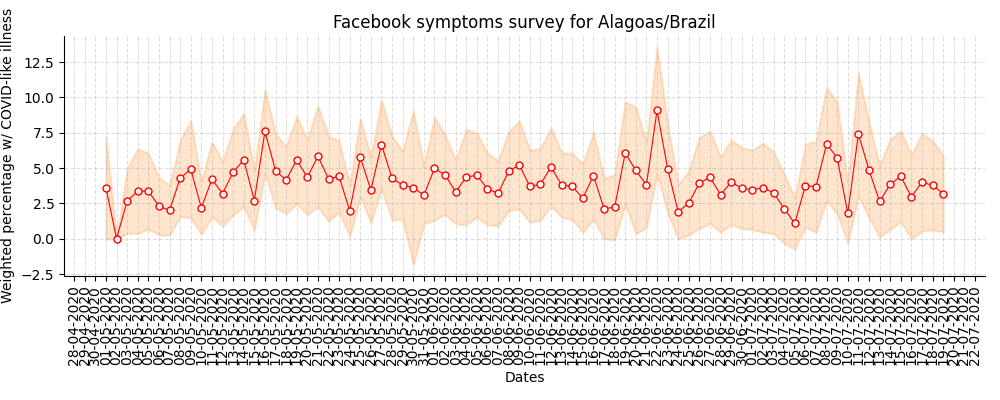 Facebook symptoms survey for Alagoas/Brazil
Weighted percentage w/ COVID-like illness
12.5
10.0
7.5
5.0
2.5
0.0
−2.5
28-04-2020 29-04-2020 30-04-2020 01-05-2020 02-05-2020 03-05-2020 04-05-2020 05-05-2020 06-05-2020 07-05-2020 08-05-2020 09-05-2020 10-05-2020 11-05-2020 12-05-2020 13-05-2020 14-05-2020 15-05-2020 16-05-2020 17-05-2020 18-05-2020 19-05-2020 20-05-2020 21-05-2020 22-05-2020 23-05-2020 24-05-2020 25-05-2020 26-05-2020 27-05-2020 28-05-2020 29-05-2020 30-05-2020 31-05-2020 01-06-2020 02-06-2020 03-06-2020 04-06-2020 05-06-2020 06-06-2020 07-06-2020 08-06-2020 09-06-2020 10-06-2020 11-06-2020 12-06-2020 13-06-2020 14-06-2020 15-06-2020 16-06-2020 17-06-2020 18-06-2020 19-06-2020 20-06-2020 21-06-2020 22-06-2020 23-06-2020 24-06-2020 25-06-2020 26-06-2020 27-06-2020 28-06-2020 29-06-2020 30-06-2020 01-07-2020 02-07-2020 03-07-2020 04-07-2020 05-07-2020 06-07-2020 07-07-2020 08-07-2020 09-07-2020 10-07-2020 11-07-2020 12-07-2020 13-07-2020 14-07-2020 15-07-2020 16-07-2020 17-07-2020 18-07-2020 19-07-2020 20-07-2020 21-07-2020 22-07-2020
Dates